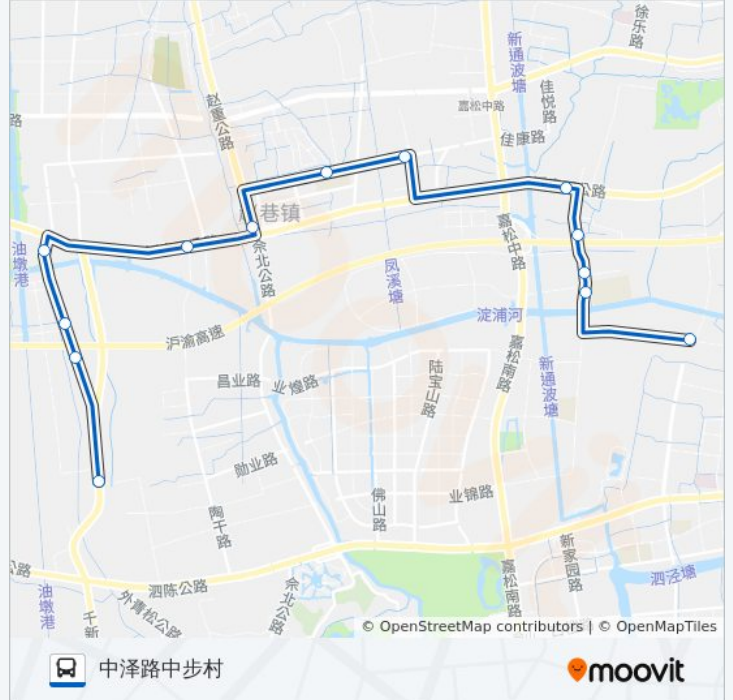 徐乐路
新通波塘
佳悦路
嘉松中路
赵重公路
路
佳康路
公路
巷镇
嘉松中路
油墩港
佘北公路
凤溪塘
淀浦河
沪渝高速
嘉松南路
新通波塘
陆宝山路
昌业路
业煌路
勋业路
业锦路
佛山路
陶干路
新家园路
嘉松南路
公路
泗陈公路
佘北公路
泗泾塘
油墩港
外青松公路
千新
© OpenStreetMap contributors | © OpenMapTiles
中泽路中步村
moovit